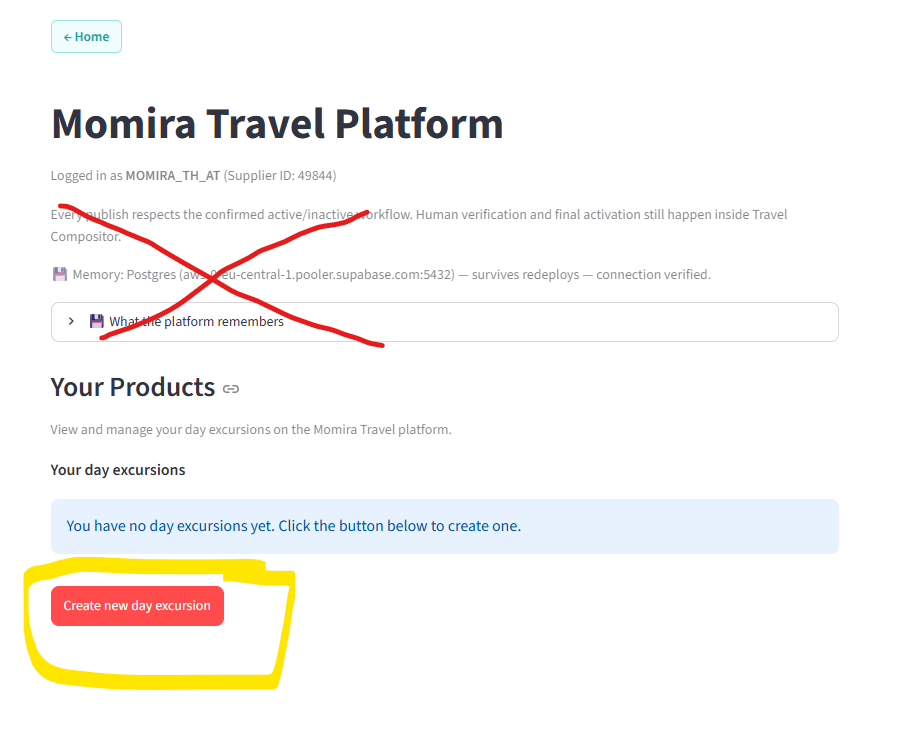 ← Home
Momira Travel Platform
Logged in as MOMIRA_TH_AT (Supplier ID: 49844)
Every publish respects the confirmed active/inactive workflow. Human verification and final activation still happen inside Travel
Compositor.
Memory: Postgres (aws-0-eu-central-1.pooler.supabase.com:5432) — survives redeploys — connection verified.
What the platform remembers
Your Products
View and manage your day excursions on the Momira Travel platform.
Your day excursions
You have no day excursions yet. Click the button below to create one.
Create new day excursion